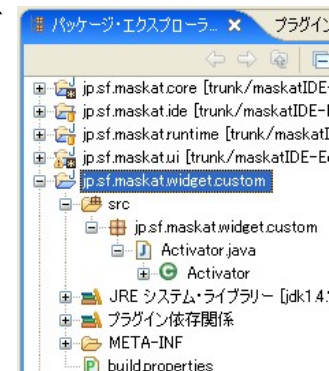 パッケージ・エクスプローラ... プラグイン
jp.sf.maskat.core [trunk/maskatIDE-
jp.sf.maskat.ide [trunk/maskatIDE-
jp.sf.maskat.runtime [trunk/maskatI
jp.sf.maskat.ui [trunk/maskatIDE-E
jp.sf.maskat.widget.custom
src
jp.sf.maskat.widget.custom
Activator.java
Activator
JRE システム・ライブラリー [jdk1.4.
プラグイン依存関係
META-INF
build.properties